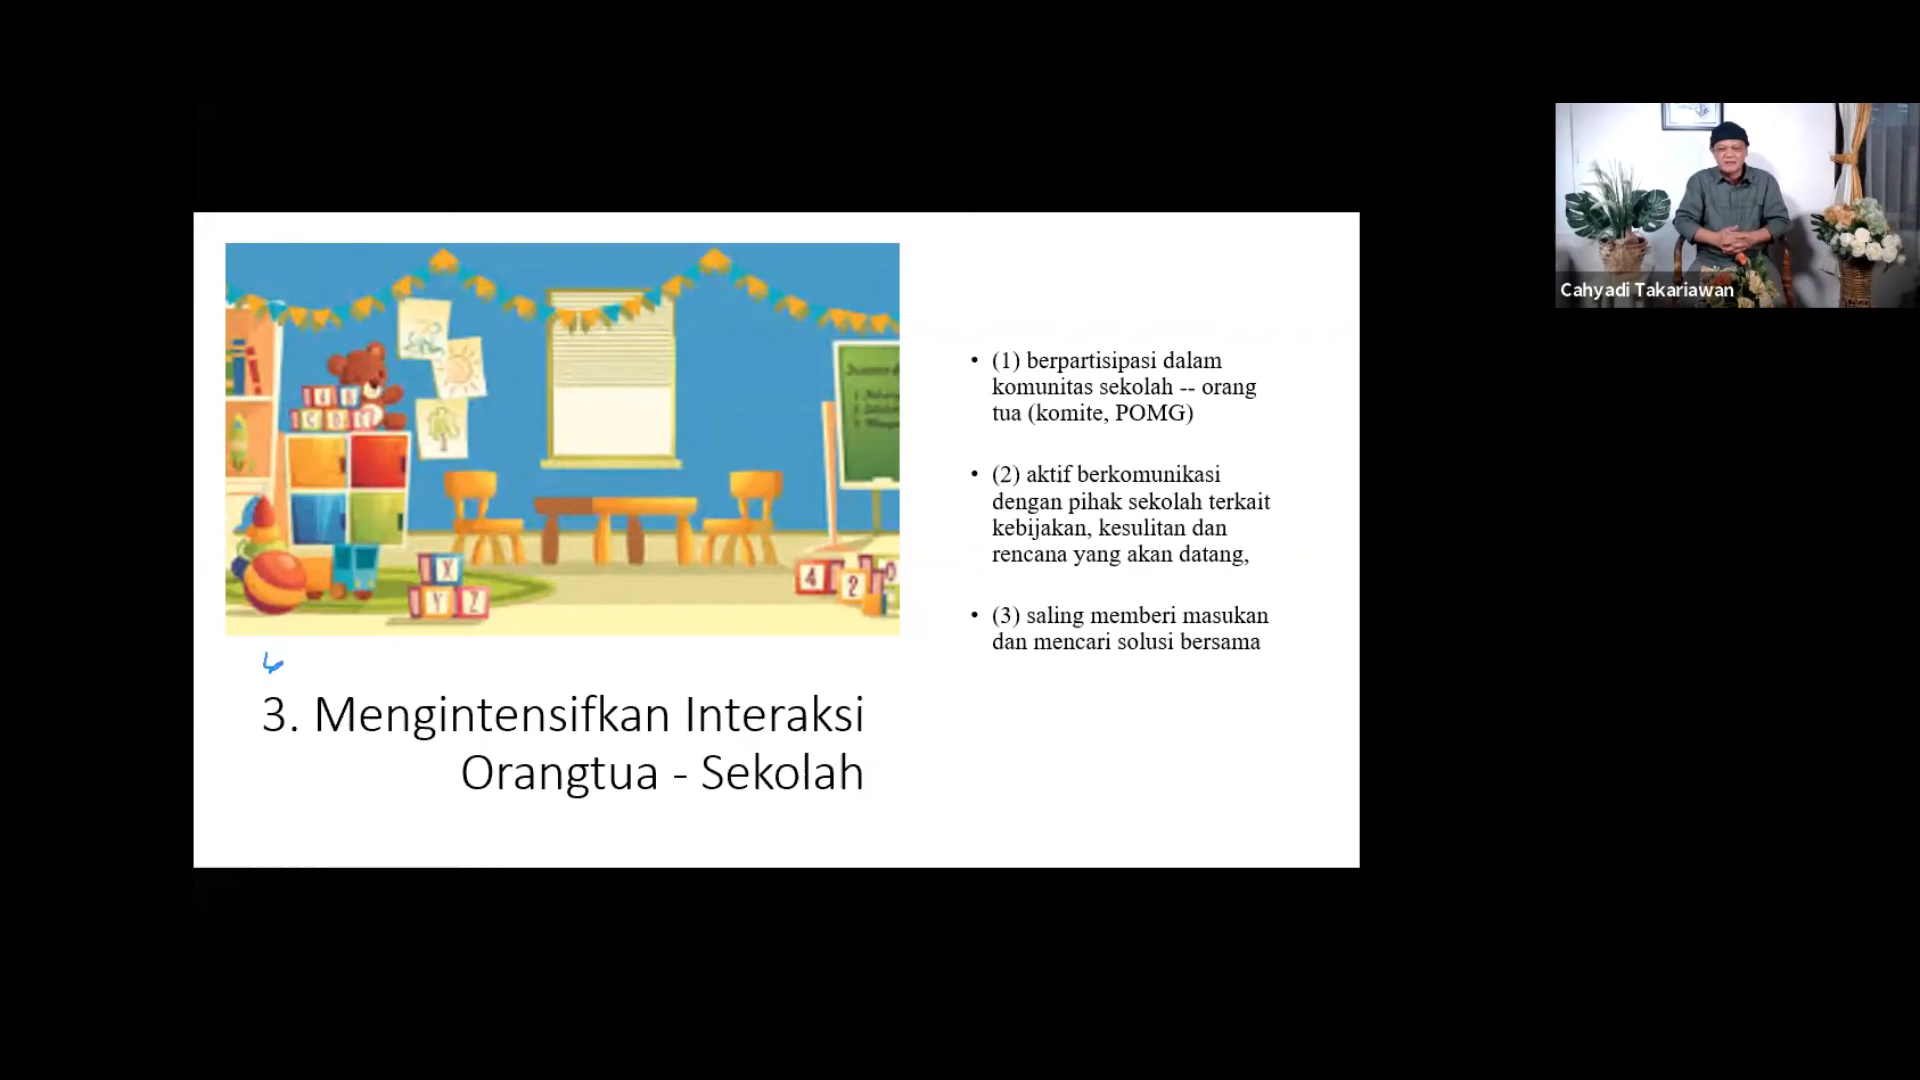 (1) berpartisipasi dalam
komunitas sekolah -- orang
tua (komite, POMG)
(2) aktif berkomunikasi
dengan pihak sekolah terkait
kebijakan, kesulitan dan
rencana yang akan datang,
(3) saling memberi masukan
dan mencari solusi bersama
3. Mengintensifkan Interaksi
Orangtua - Sekolah
Cahyadi Takariawan
X
Y Z
4 2